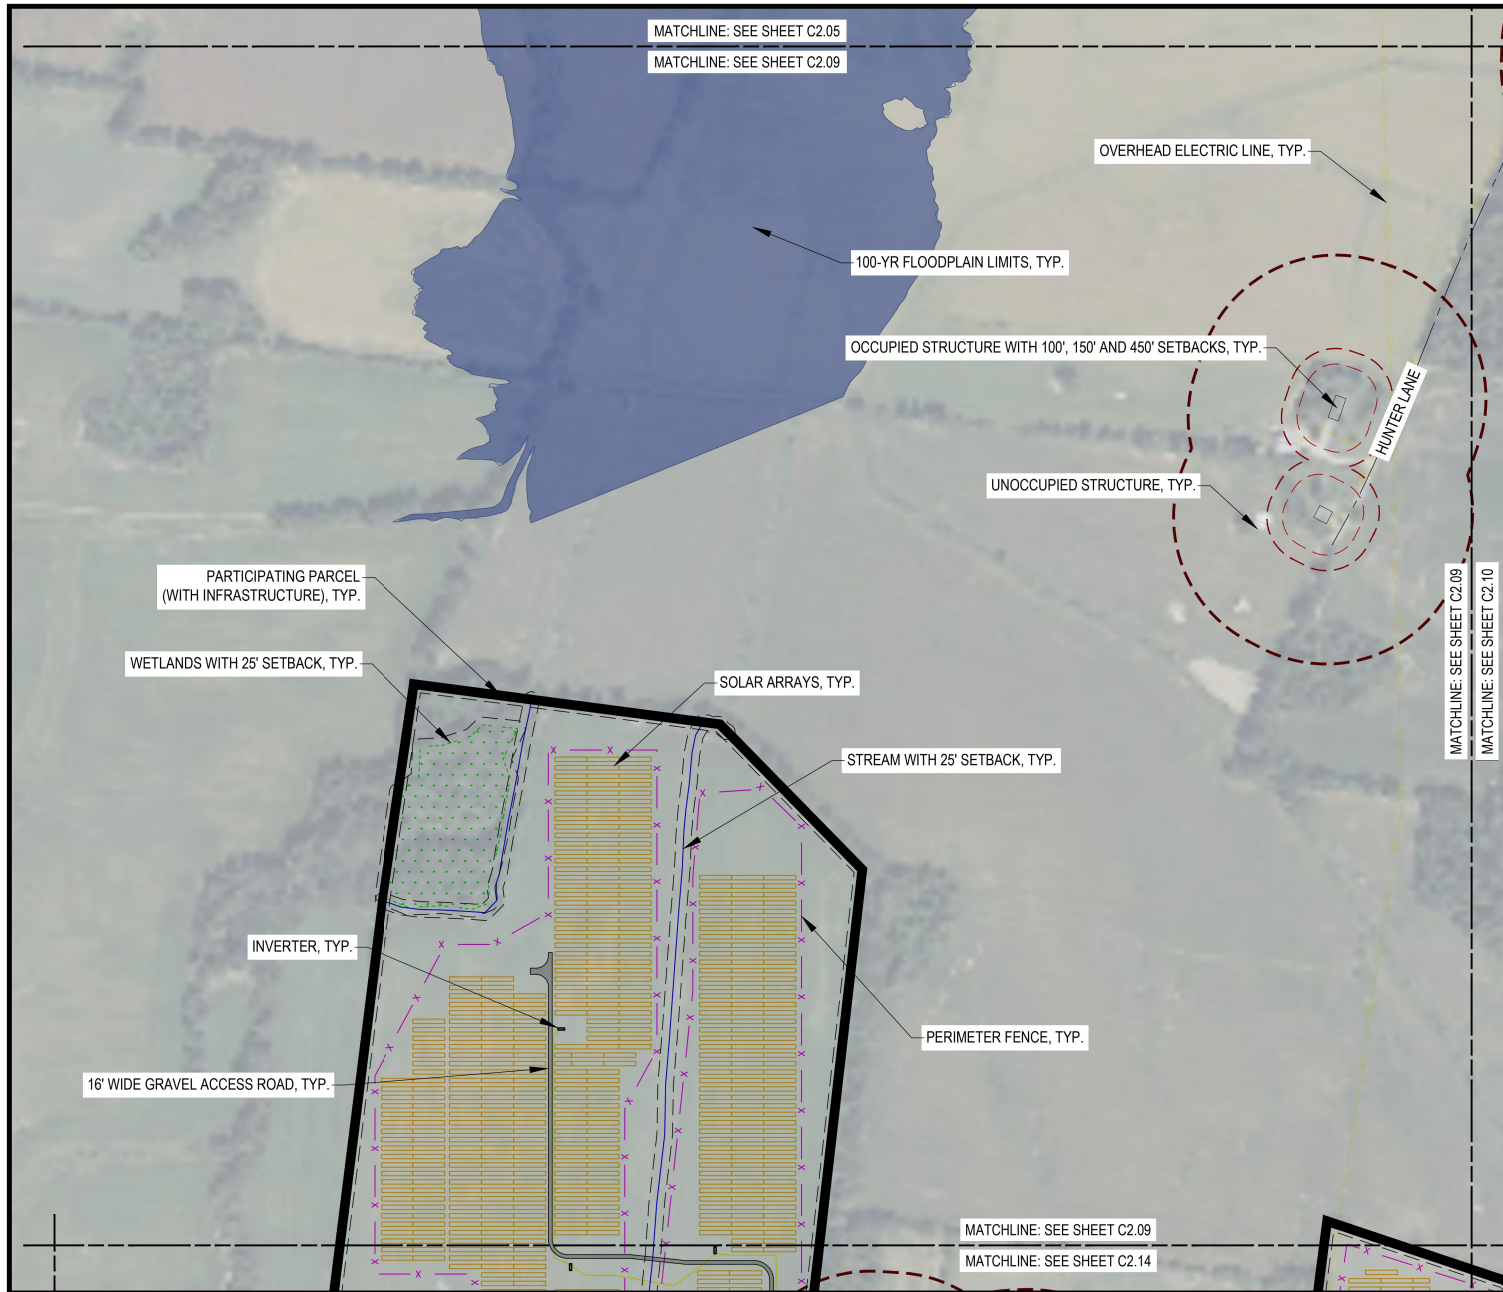 MATCHLINE: SEE SHEET C2.05
MATCHLINE: SEE SHEET C2.09
OVERHEAD ELECTRIC LINE, TYP.
100-YR FLOODPLAIN LIMITS, TYP.
OCCUPIED STRUCTURE WITH 100', 150' AND 450' SETBACKS, TYP.
HUNTER LANE
UNOCCUPIED STRUCTURE, TYP.
PARTICIPATING PARCEL
(WITH INFRASTRUCTURE), TYP.
MATCHLINE: SEE SHEET C2.09
MATCHLINE: SEE SHEET C2.10
WETLANDS WITH 25' SETBACK, TYP.
SOLAR ARRAYS, TYP.
STREAM WITH 25' SETBACK, TYP.
INVERTER, TYP.
PERIMETER FENCE, TYP.
16' WIDE GRAVEL ACCESS ROAD, TYP.
MATCHLINE: SEE SHEET C2.09
MATCHLINE: SEE SHEET C2.14